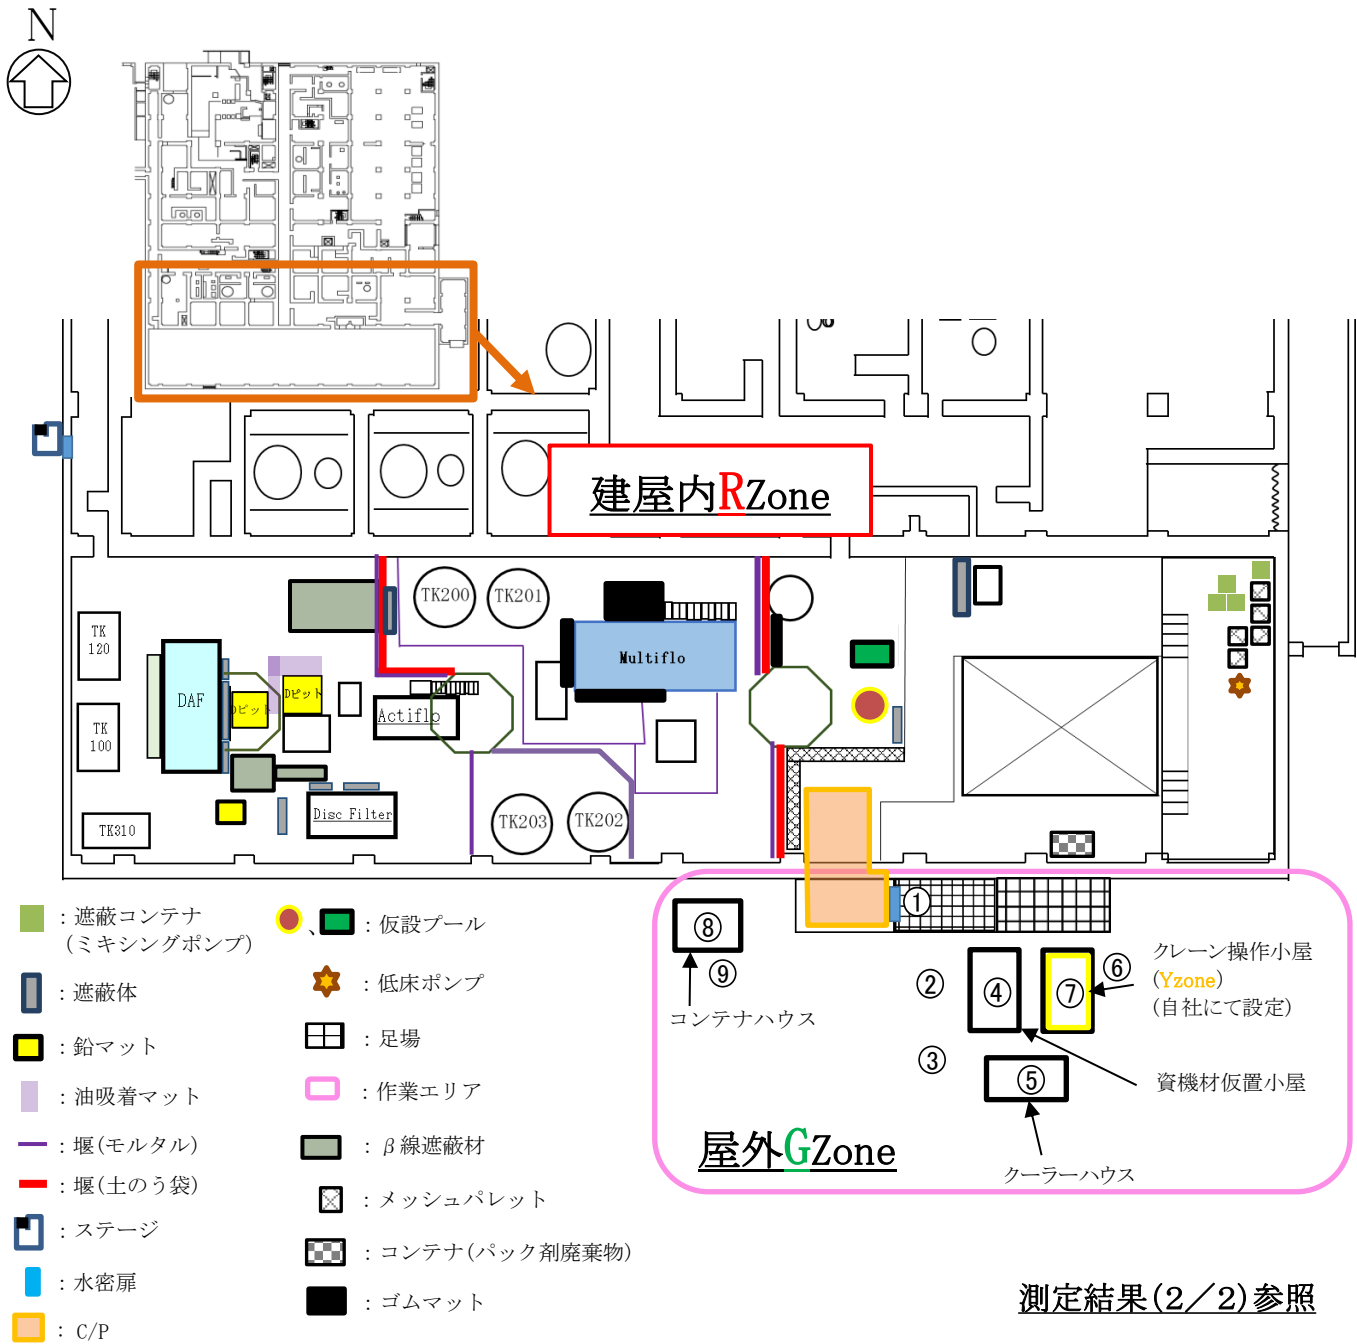 N
建屋内RZone
TK200
TK201
TK
120
DAF
Dピット
Dピット
Multiflo
Actiflo
TK
100
TK310
Disc Filter
TK203
TK202
①
⑧
⑨
コンテナハウス
②
④
⑦
⑥
クレーン操作小屋
(Yzone)
(自社にて設定)
③
⑤
資機材仮置小屋
屋外GZone
クーラーハウス
：遮蔽コンテナ
(ミキシングポンプ)
：遮蔽体
：鉛マット
：油吸着マット
：堰(モルタル)
：堰(土のう袋)
：ステージ
：水密扉
：C/P
、
：仮設プール
：低床ポンプ
：足場
：作業エリア
：β線遮蔽材
：メッシュパレット
：コンテナ(パック剤廃棄物)
：ゴムマット
測定結果(2／2)参照